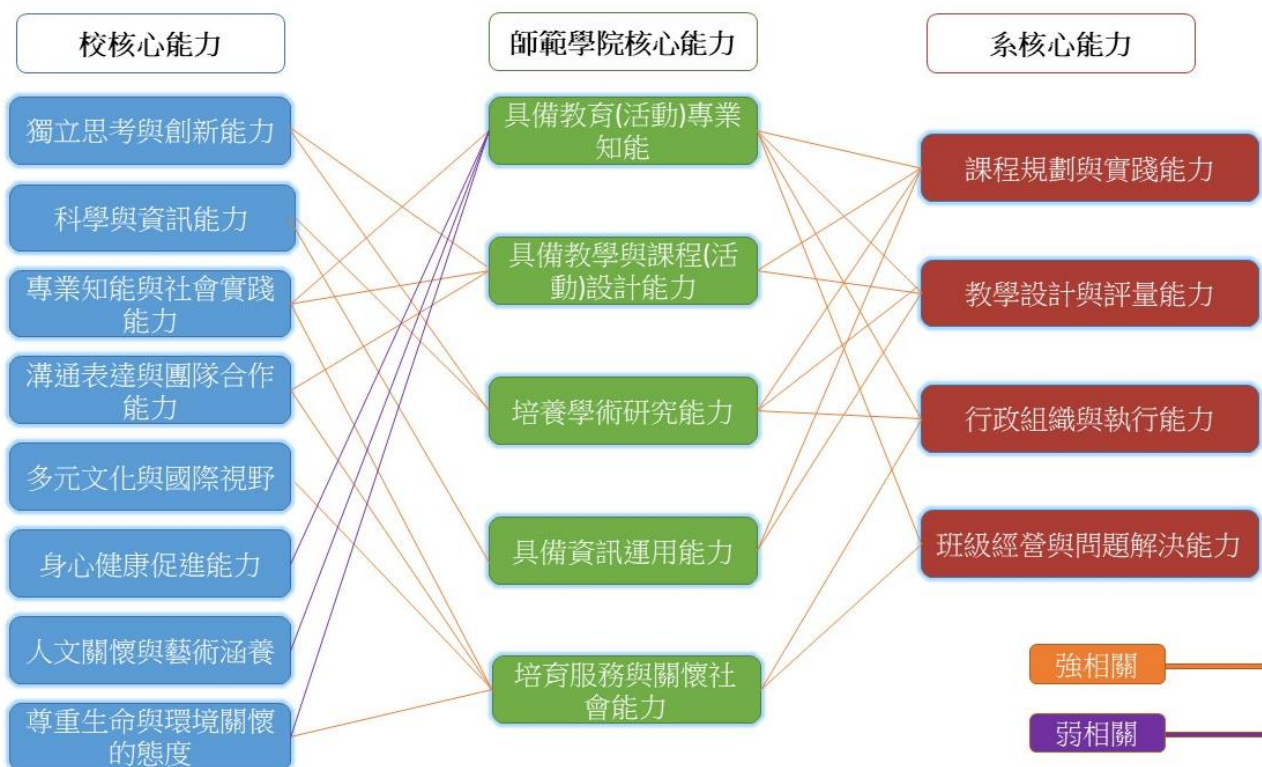 校核心能力
獨立思考與創新能力
科學與資訊能力
專業知能與社會實踐
能力
溝通表達與團隊合作
能力
多元文化與國際視野
身心健康促進能力
人文關懷與藝術涵養
尊重生命與環境關懷
的態度
師範學院核心能力
具備教育(活動)專業
知能
具備教學與課程(活
動)設計能力
培養學術研究能力
具備資訊運用能力
培育服務與關懷社
會能力
系核心能力
課程規劃與實踐能力
教學設計與評量能力
行政組織與執行能力
班級經營與問題解決能力
強相關
弱相關